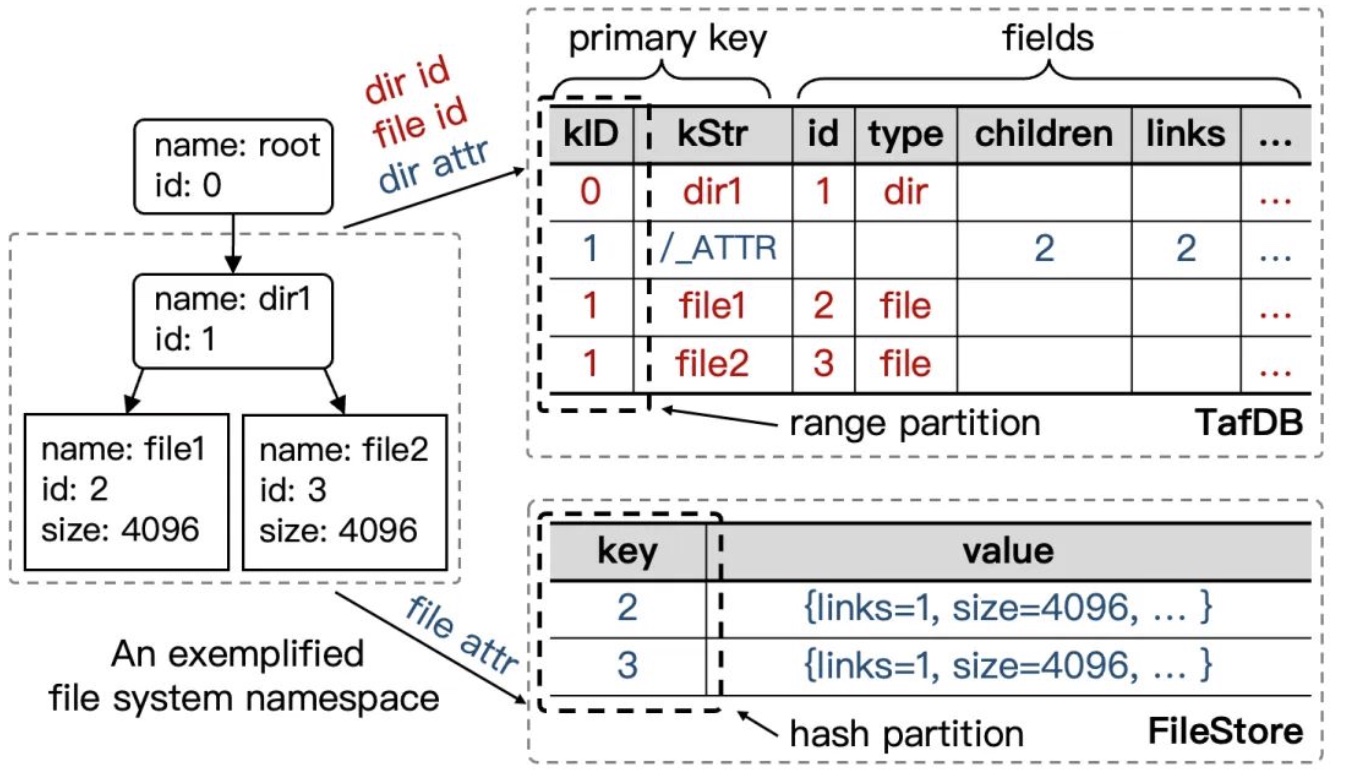 name: root
id: 0
name: dir1
id: 1
name: file1
id: 2
size: 4096
name: file2
id: 3
size: 4096
An exemplified
file system namespace
dir id
file id
dir attr
file attr
primary key fields
kID kStr id type children links ...
0 dir1 1 dir ...
1 /_ATTR 2 2 ...
1 file1 2 file ...
1 file2 3 file ...
range partition
TafDB
key value
2 {links=1, size=4096, ... }
3 {links=1, size=4096, ... }
hash partition
FileStore